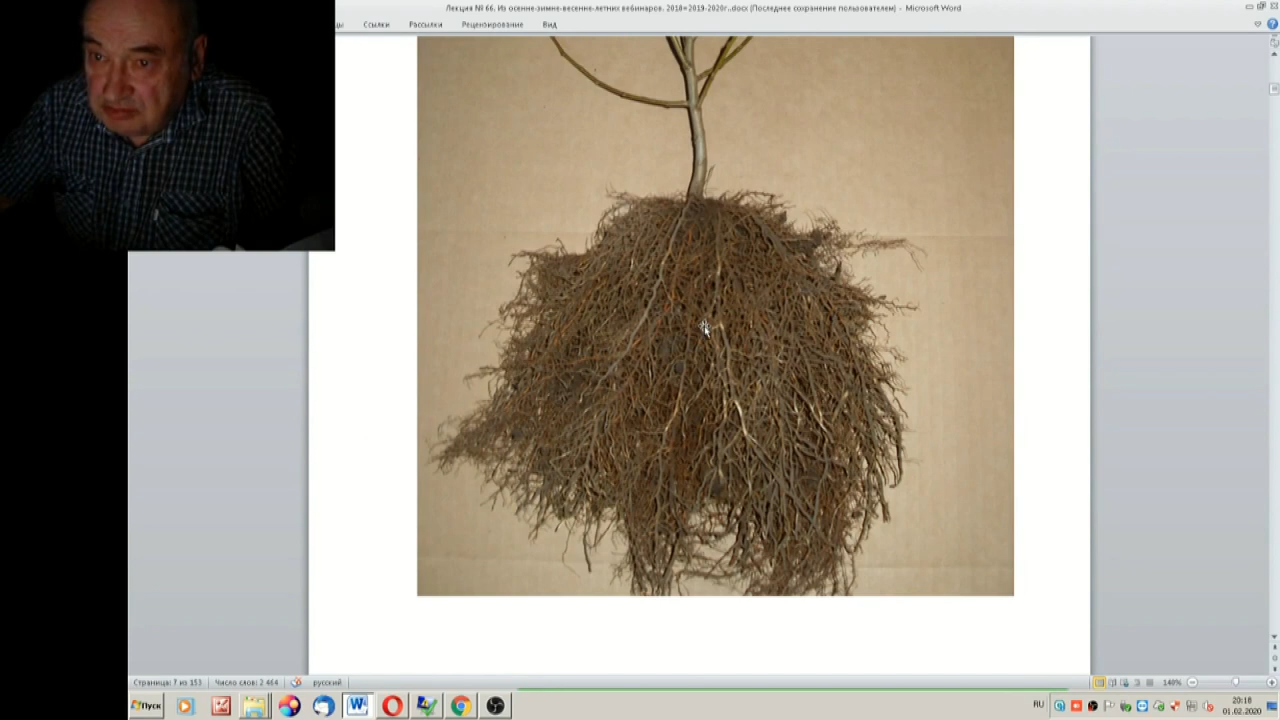 Лекция № 66. Из осенне-зимне-весенне-летних вебинаров. 2018=2019-2020г..docx (Последнее сохранение пользователем) - Microsoft Word
Ссылки Рассылки Рецензирование Вид
Страница: 7 из 153 Число слов: 2 464 русский 140%
Пуск RU 20:18
01.02.2020